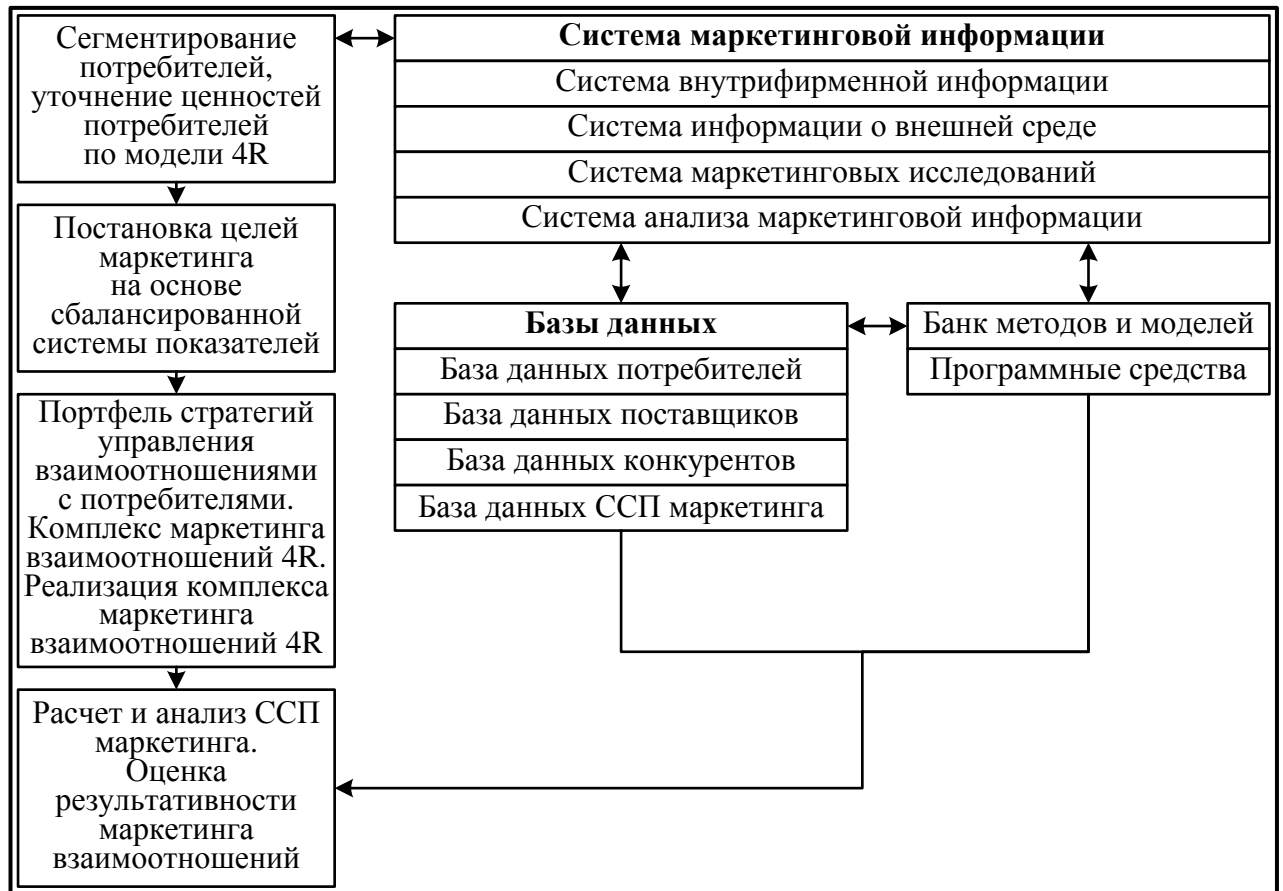 Сегментирование
потребителей,
уточнение ценностей
потребителей
по модели 4R
Постановка целей
маркетинга
на основе
сбалансированной
системы показателей
Портфель стратегий
управления
взаимоотношениями
с потребителями.
Комплекс маркетинга
взаимоотношений 4R.
Реализация комплекса
маркетинга
взаимоотношений 4R
Расчет и анализ ССП
маркетинга.
Оценка
результативности
маркетинга
взаимоотношений
Система маркетинговой информации
Система внутрифирменной информации
Система информации о внешней среде
Система маркетинговых исследований
Система анализа маркетинговой информации
Базы данных
База данных потребителей
База данных поставщиков
База данных конкурентов
База данных ССП маркетинга
Банк методов и моделей
Программные средства